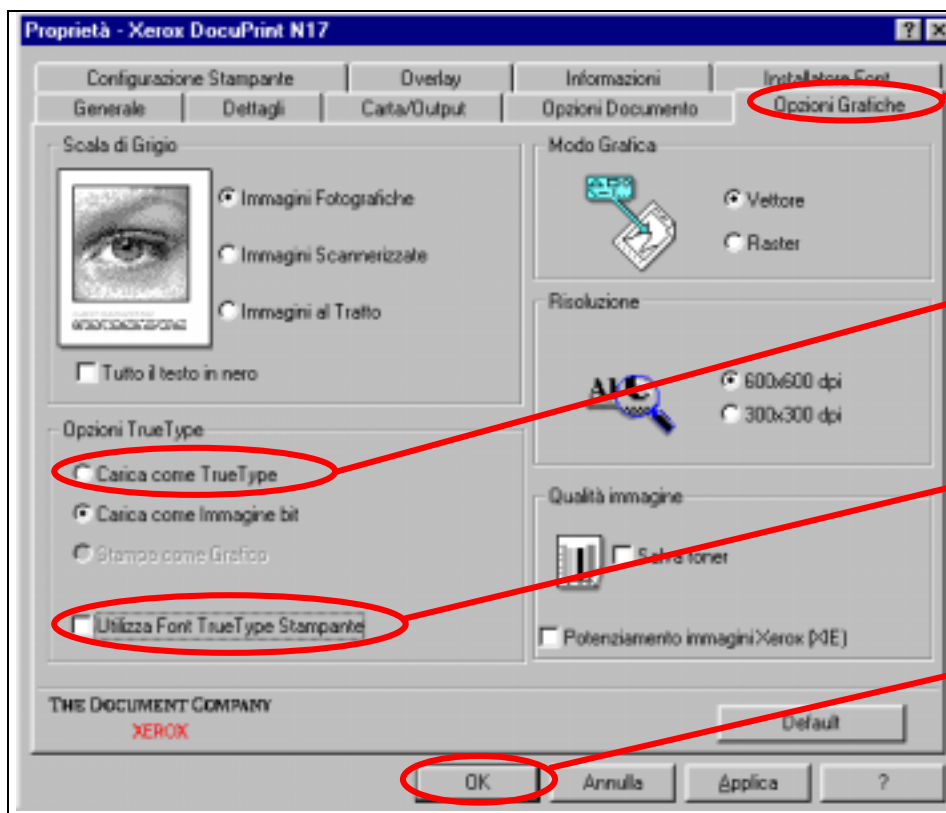 Proprietà - Xerox DocuPrint N17
Configurazione Stampante Overlay Informazioni Installatore Font
Generale Dettagli Carta/Output Opzioni Documento Opzioni Grafiche
Scala di Grigio
Immagini Fotografiche
Immagini Scannerizzate
Immagini al Tratto
Tutto il testo in nero
Opzioni TrueType
Carica come TrueType
Carica come Immagine bit
Stampa come Grafico
Utilizza Font TrueType Stampante
Modo Grafica
Vettore
Raster
Risoluzione
600x600 dpi
300x300 dpi
Qualità immagine
Salva toner
Potenziamento immagini Xerox (XIE)
THE DOCUMENT COMPANY
XEROX
Default
OK Annulla Applica ?